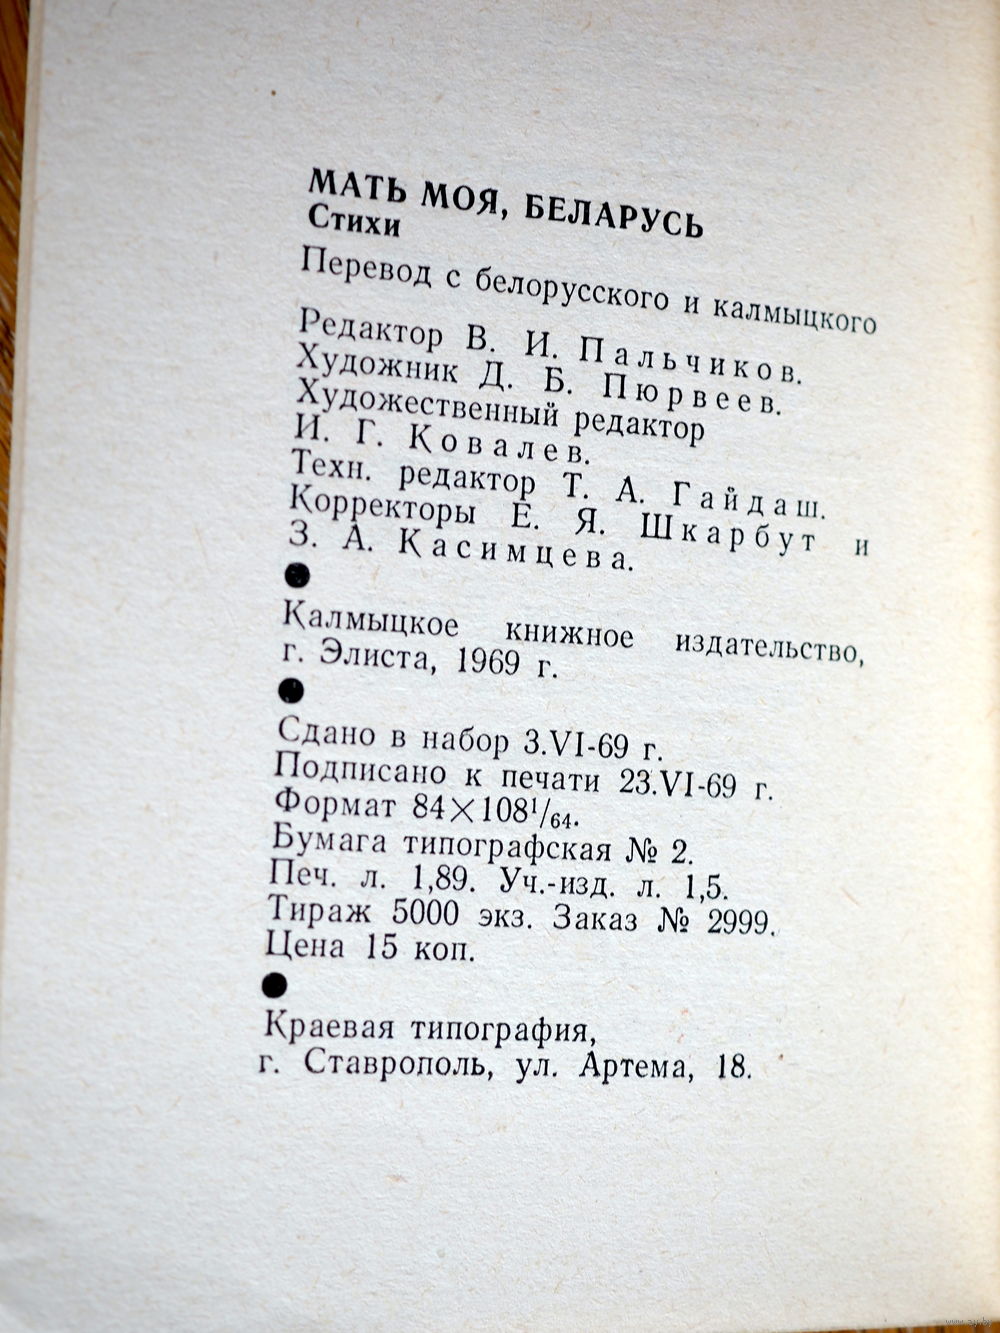 МАТЬ МОЯ, БЕЛАРУСЬ
Стихи
Перевод с белорусского и калмыцкого
Редактор В. И. Пальчиков.
Художник Д. Б. Пюрвеев.
Художественный редактор
И. Г. Ковалев.
Техн. редактор Т. А. Гайдаш.
Корректоры Е. Я. Шкарбут и
З. А. Касимцева.
Калмыцкое книжное издательство,
г. Элиста, 1969 г.
Сдано в набор 3.VI-69 г.
Подписано к печати 23.VI-69 г.
Формат 84×108¹/₆₄.
Бумага типографская № 2.
Печ. л. 1,89. Уч.-изд. л. 1,5.
Тираж 5000 экз. Заказ № 2999.
Цена 15 коп.
Краевая типография,
г. Ставрополь, ул. Артема, 18.
www.ay.by